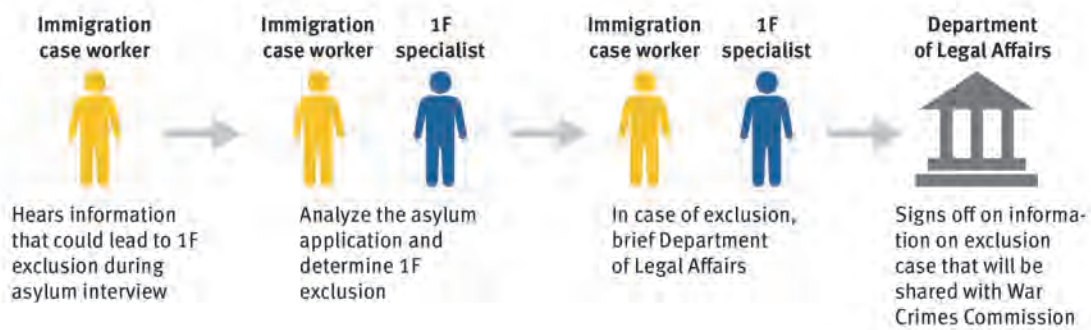 Immigration
case worker
Immigration
case worker
1F
specialist
Immigration
case worker
1F
specialist
Department
of Legal Affairs
Hears information
that could lead to 1F
exclusion during
asylum interview
Analyze the asylum
application and
determine 1F
exclusion
In case of exclusion,
brief Department
of Legal Affairs
Signs off on informa-
tion on exclusion
case that will be
shared with War
Crimes Commission